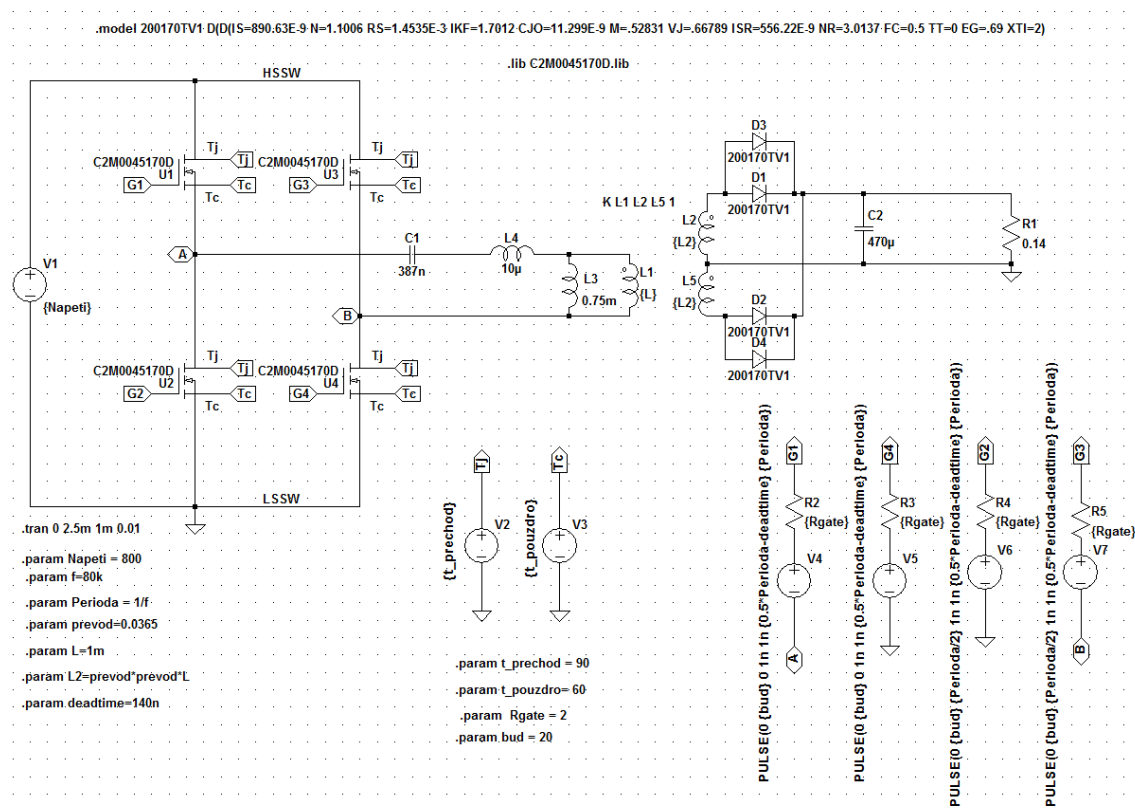 .model 200170TV1 D(D(IS=890.63E-9 N=1.1006 RS=1.4535E-3 IKF=1.7012 CJO=11.299E-9 M=.52831 VJ=.66789 ISR=556.22E-9 NR=3.0137 FC=0.5 TT=0 EG=.69 XTI=2)
.lib C2M0045170D.lib
HSSW
D3
200170TV1
D1
200170TV1
Tj
Tj
C2M0045170D
U1
G1
Tc
Tc
Tj
Tj
C2M0045170D
U3
G3
Tc
Tc
K L1 L2 L5 1
L2
{L2}
C2
470µ
R1
0.14
A
C1
387n
L4
10µ
L3
0.75m
L1
{L}
L5
{L2}
V1
{Napeti}
B
D2
200170TV1
D4
200170TV1
Tj
Tj
C2M0045170D
U2
G2
Tc
Tc
Tj
Tj
C2M0045170D
U4
G4
Tc
Tc
LSSW
.tran 0 2.5m 1m 0.01
.param Napeti = 800
.param f=80k
.param Perioda = 1/f
.param prevod=0.0365
.param L=1m
.param L2=prevod*prevod*L
.param deadtime=140n
Tj
V2
{t_prechod}
Tc
V3
{t_pouzdro}
.param t_prechod = 90
.param t_pouzdro= 60
.param Rgate = 2
.param bud = 20
G1
R2
{Rgate}
V4
A
PULSE(0 {bud} 0 1n 1n {0.5*Perioda-deadtime} {Perioda})
G4
R3
{Rgate}
V5
PULSE(0 {bud} 0 1n 1n {0.5*Perioda-deadtime} {Perioda})
G2
R4
{Rgate}
V6
PULSE(0 {bud} {Perioda/2} 1n 1n {0.5*Perioda-deadtime} {Perioda})
G3
R5
{Rgate}
V7
B
PULSE(0 {bud} {Perioda/2} 1n 1n {0.5*Perioda-deadtime} {Perioda})